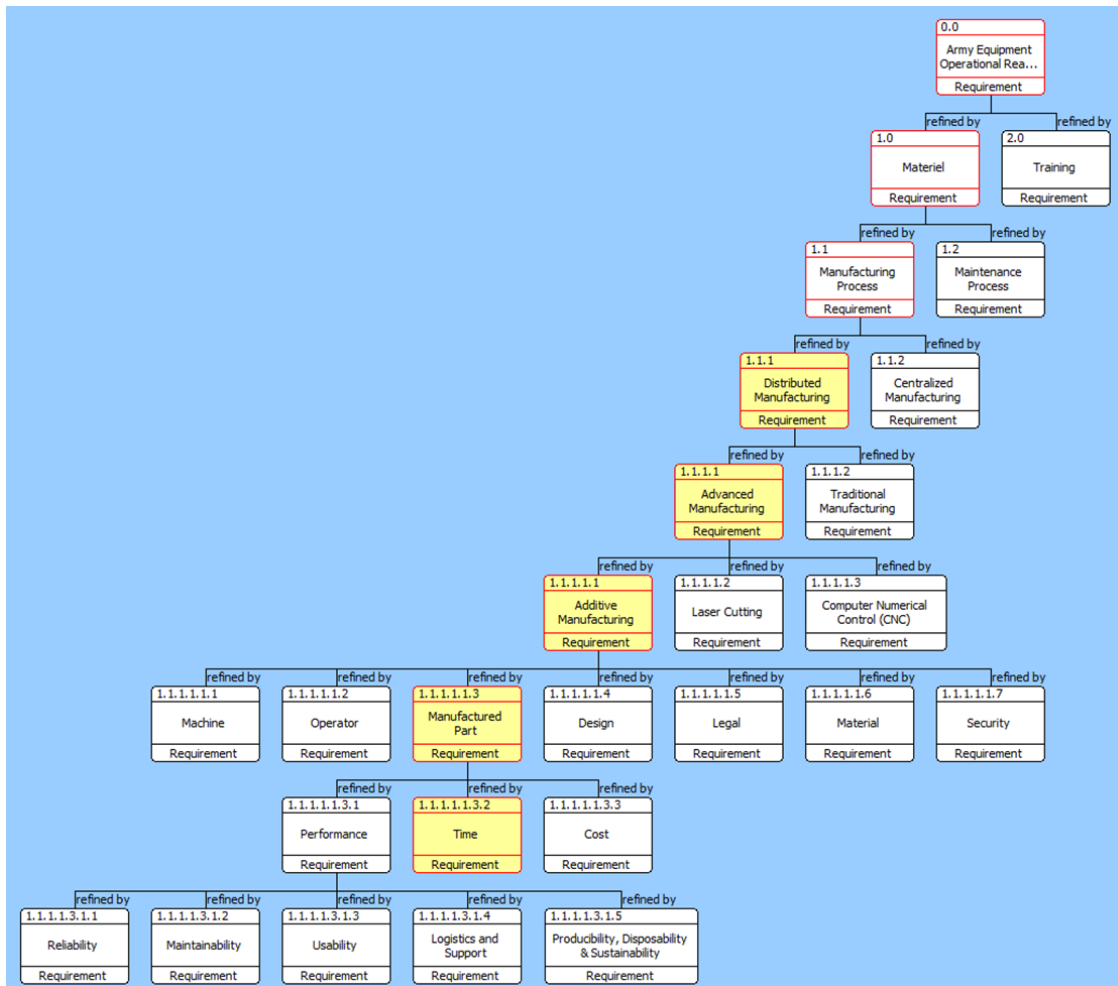 0.0
Army Equipment
Operational Rea...
Requirement
refined by
refined by
1.0
Materiel
Requirement
2.0
Training
Requirement
refined by
refined by
1.1
Manufacturing
Process
Requirement
1.2
Maintenance
Process
Requirement
refined by
refined by
1.1.1
Distributed
Manufacturing
Requirement
1.1.2
Centralized
Manufacturing
Requirement
refined by
refined by
1.1.1.1
Advanced
Manufacturing
Requirement
1.1.1.2
Traditional
Manufacturing
Requirement
refined by
refined by
refined by
1.1.1.1.1
Additive
Manufacturing
Requirement
1.1.1.1.2
Laser Cutting
Requirement
1.1.1.1.3
Computer Numerical
Control (CNC)
Requirement
refined by
refined by
refined by
refined by
refined by
refined by
refined by
1.1.1.1.1.1
Machine
Requirement
1.1.1.1.1.2
Operator
Requirement
1.1.1.1.1.3
Manufactured
Part
Requirement
1.1.1.1.1.4
Design
Requirement
1.1.1.1.1.5
Legal
Requirement
1.1.1.1.1.6
Material
Requirement
1.1.1.1.1.7
Security
Requirement
refined by
refined by
refined by
1.1.1.1.1.3.1
Performance
Requirement
1.1.1.1.1.3.2
Time
Requirement
1.1.1.1.1.3.3
Cost
Requirement
refined by
refined by
refined by
refined by
refined by
1.1.1.1.3.1.1
Reliability
Requirement
1.1.1.1.3.1.2
Maintainability
Requirement
1.1.1.1.3.1.3
Usability
Requirement
1.1.1.1.3.1.4
Logistics and
Support
Requirement
1.1.1.1.3.1.5
Producibility, Disposability
& Sustainability
Requirement